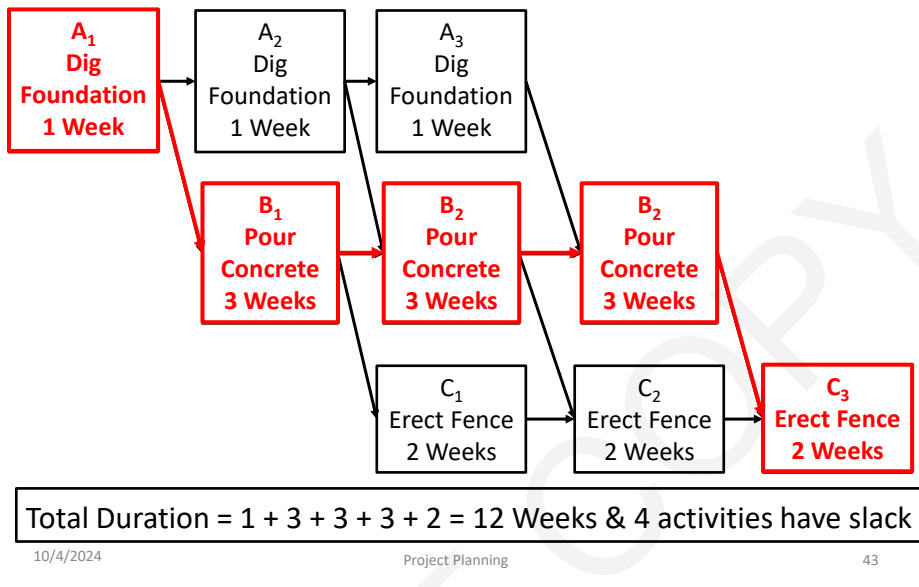 A₁
Dig
Foundation
1 Week
A₂
Dig
Foundation
1 Week
A₃
Dig
Foundation
1 Week
B₁
Pour
Concrete
3 Weeks
B₂
Pour
Concrete
3 Weeks
B₂
Pour
Concrete
3 Weeks
C₁
Erect Fence
2 Weeks
C₂
Erect Fence
2 Weeks
C₃
Erect Fence
2 Weeks
Total Duration = 1 + 3 + 3 + 3 + 2 = 12 Weeks & 4 activities have slack
10/4/2024
Project Planning
43
COPY